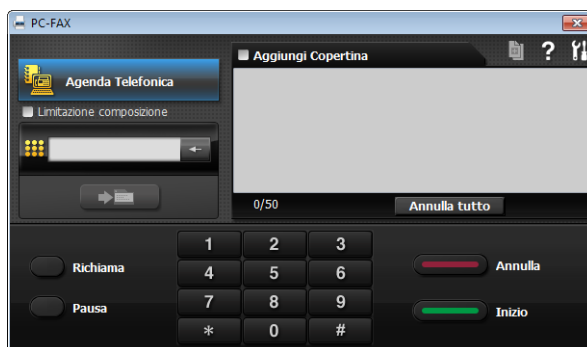 PC-FAX
Agenda Telefonica
Aggiungi Copertina
?
Limitazione composizione
0/50
Annulla tutto
Richiama
Pausa
1 2 3
4 5 6
7 8 9
* 0 #
Annulla
Inizio